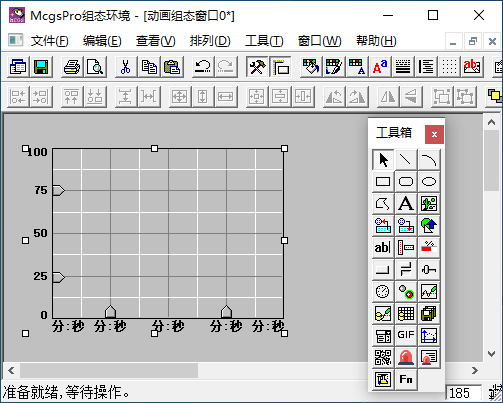 McgsPro组态环境 - [动画组态窗口0*]
文件(F) 编辑(E) 查看(V) 排列(D) 工具(T) 窗口(W) 帮助(H)
工具箱
100
75
50
25
0
分:秒 分:秒 分:秒 分:秒 分:秒
A
ab|
GIF
Fn
准备就绪,等待操作。
185